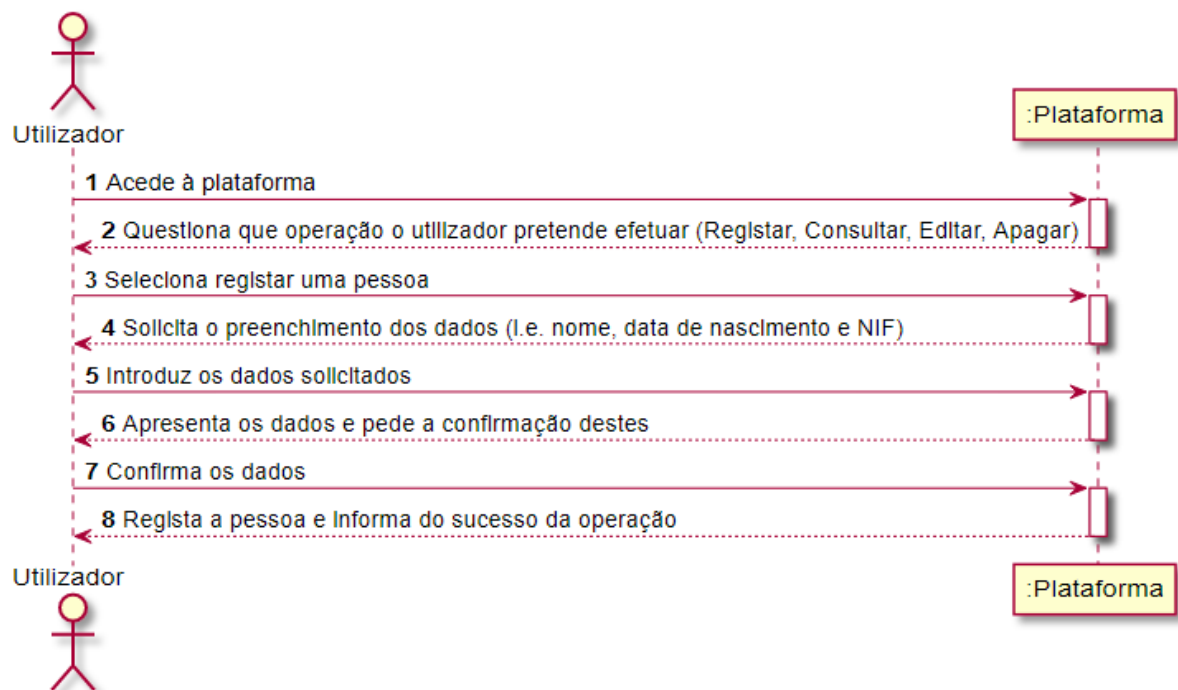 Utilizador
:Plataforma
1 Acede à plataforma
2 Questiona que operação o utilizador pretende efetuar (Registar, Consultar, Editar, Apagar)
3 Seleciona registar uma pessoa
4 Solicita o preenchimento dos dados (i.e. nome, data de nascimento e NIF)
5 Introduz os dados solicitados
6 Apresenta os dados e pede a confirmação destes
7 Confirma os dados
8 Regista a pessoa e informa do sucesso da operação
Utilizador
:Plataforma